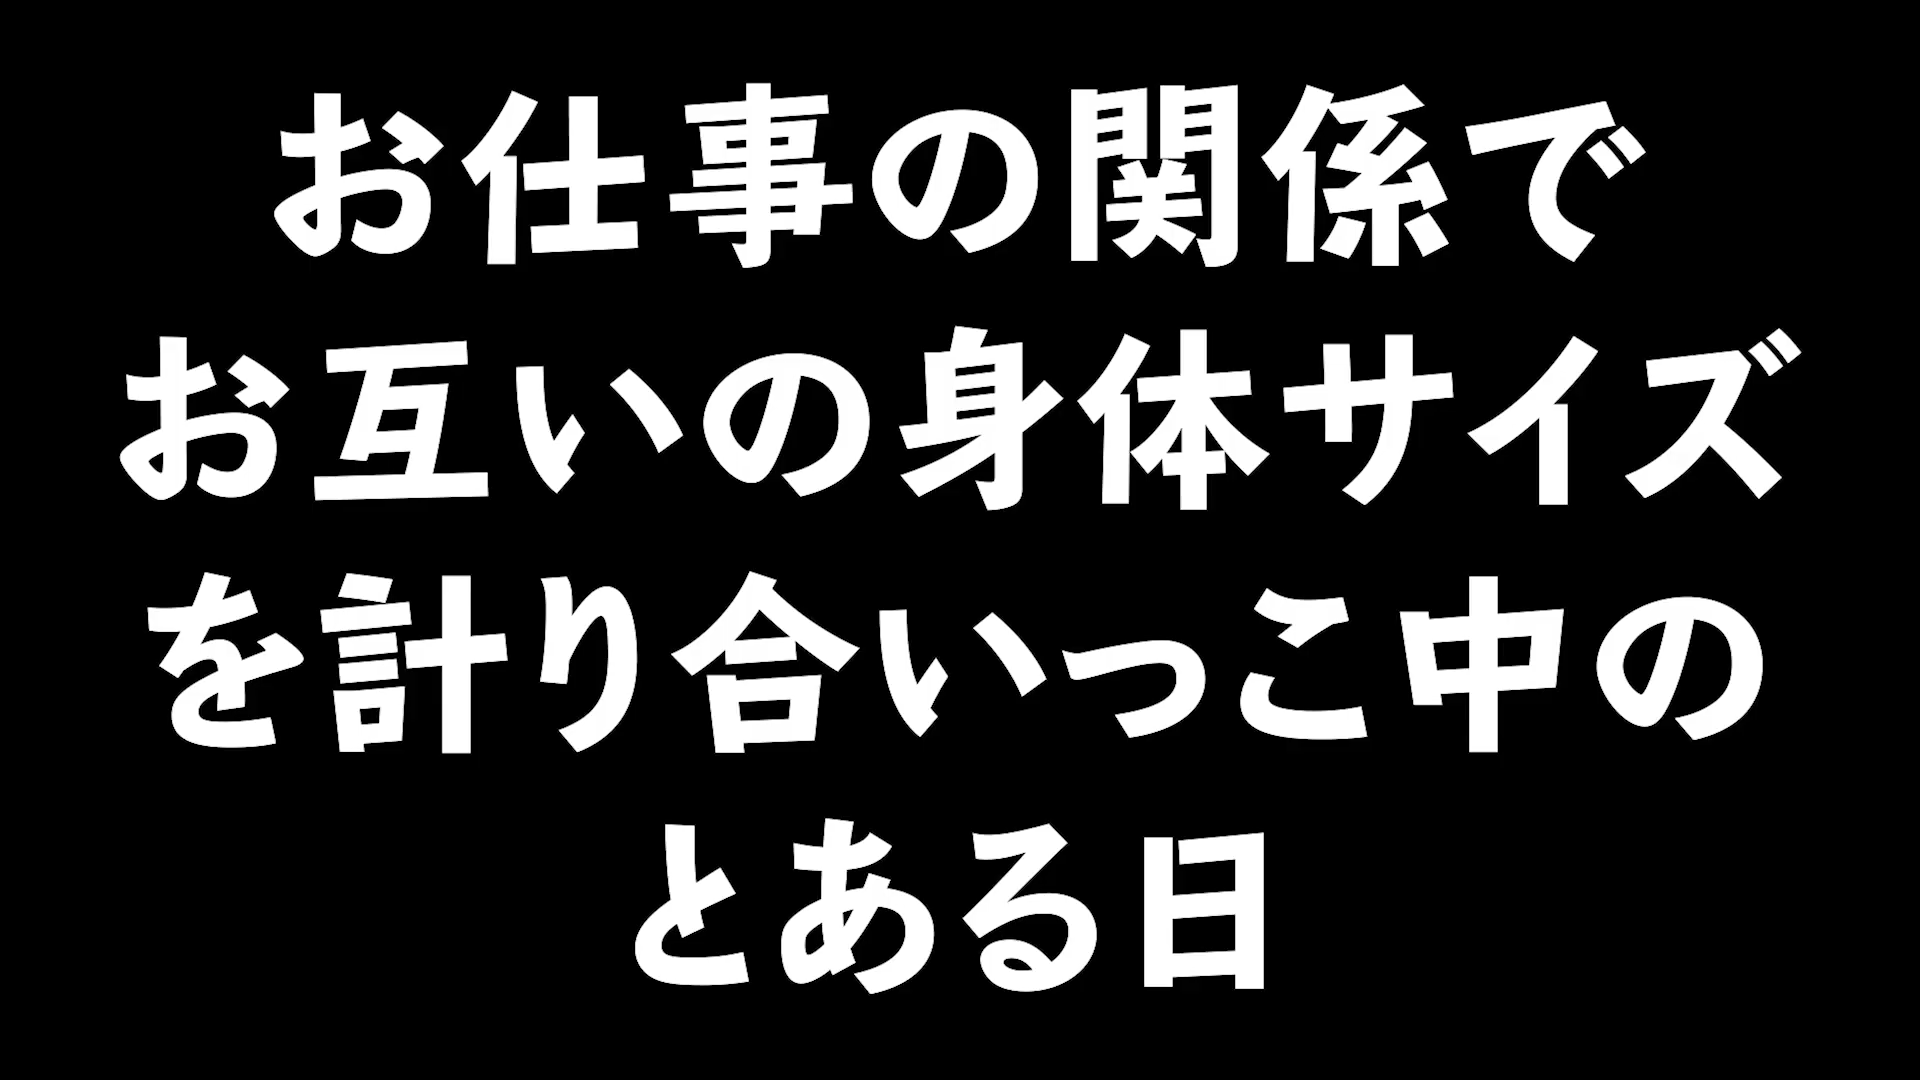 お仕事の関係で
お互いの身体サイズ
を計り合いっこ中の
とある日